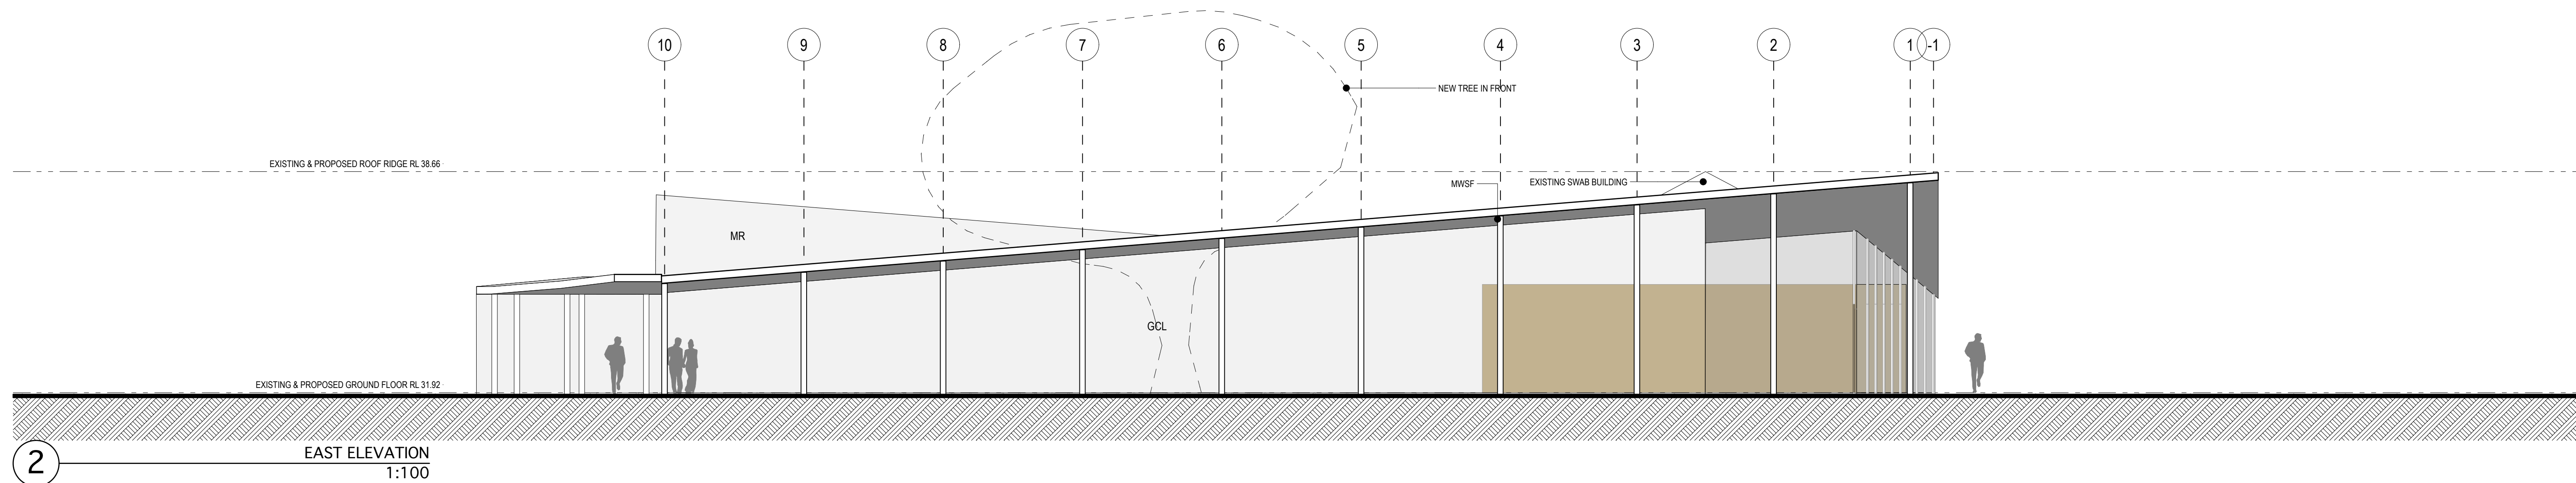 10
9
8
7
6
5
4
3
2
1
-1
NEW TREE IN FRONT
EXISTING & PROPOSED ROOF RIDGE RL 38.66
MWSF
EXISTING SWAB BUILDING
MR
GCL
EXISTING & PROPOSED GROUND FLOOR RL 31.92
2
EAST ELEVATION
1:100